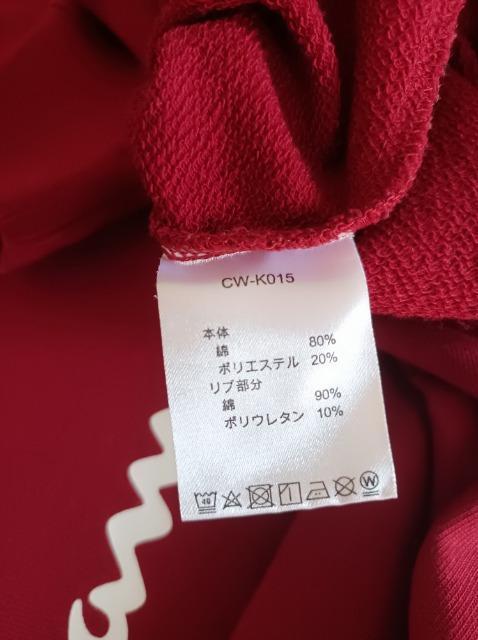 CW-K015
本体
綿 80%
ポリエステル 20%
リブ部分
綿 90%
ポリウレタン 10%
40
W